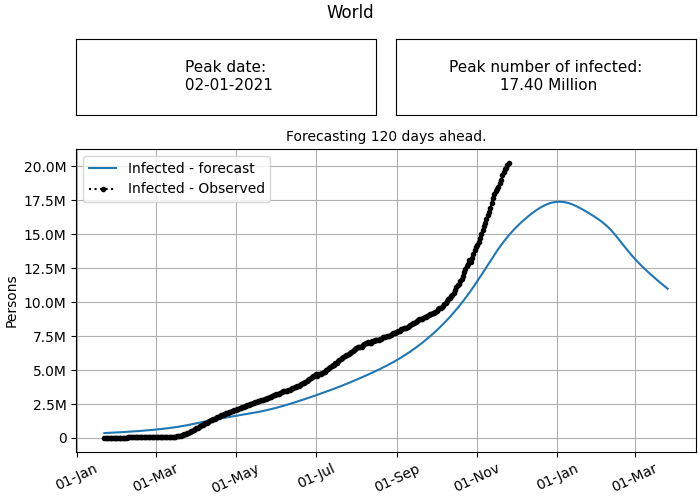 World
Peak date:
02-01-2021
Peak number of infected:
17.40 Million
Forecasting 120 days ahead.
Infected - forecast
Infected - Observed
20.0M
17.5M
15.0M
12.5M
10.0M
7.5M
5.0M
2.5M
0
Persons
01-Jan
01-Mar
01-May
01-Jul
01-Sep
01-Nov
01-Jan
01-Mar